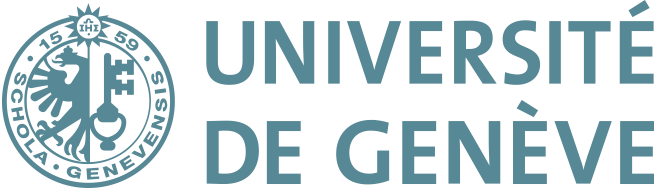 IHS
15 59
SCHOLA · GENEVENSIS
UNIVERSITÉ
DE GENÈVE